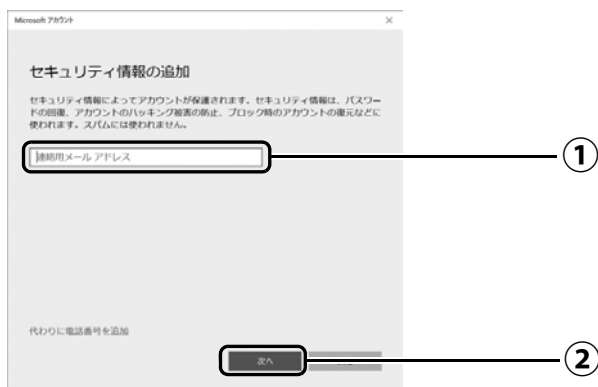 Microsoft アカウント
セキュリティ情報の追加
セキュリティ情報によってアカウントが保護されます。セキュリティ情報は、パスワー
ドの回復、アカウントのハッキング被害の防止、ブロック時のアカウントの復元などに
使われます。スパムには使われません。
連絡用メール アドレス
①
代わりに電話番号を追加
次へ
②